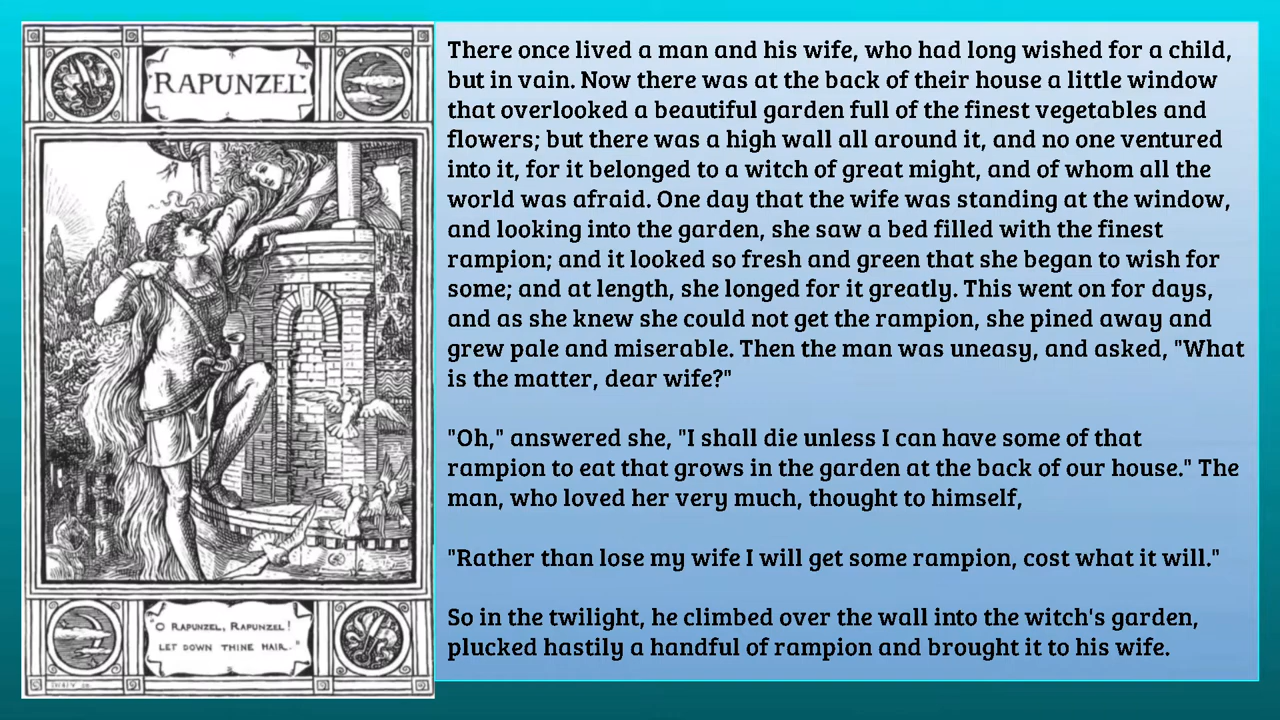 RAPUNZEL
"O RAPUNZEL, RAPUNZEL!
LET DOWN THINE HAIR."
There once lived a man and his wife, who had long wished for a child,
but in vain. Now there was at the back of their house a little window
that overlooked a beautiful garden full of the finest vegetables and
flowers; but there was a high wall all around it, and no one ventured
into it, for it belonged to a witch of great might, and of whom all the
world was afraid. One day that the wife was standing at the window,
and looking into the garden, she saw a bed filled with the finest
rampion; and it looked so fresh and green that she began to wish for
some; and at length, she longed for it greatly. This went on for days,
and as she knew she could not get the rampion, she pined away and
grew pale and miserable. Then the man was uneasy, and asked, "What
is the matter, dear wife?"
"Oh," answered she, "I shall die unless I can have some of that
rampion to eat that grows in the garden at the back of our house." The
man, who loved her very much, thought to himself,
"Rather than lose my wife I will get some rampion, cost what it will."
So in the twilight, he climbed over the wall into the witch's garden,
plucked hastily a handful of rampion and brought it to his wife.